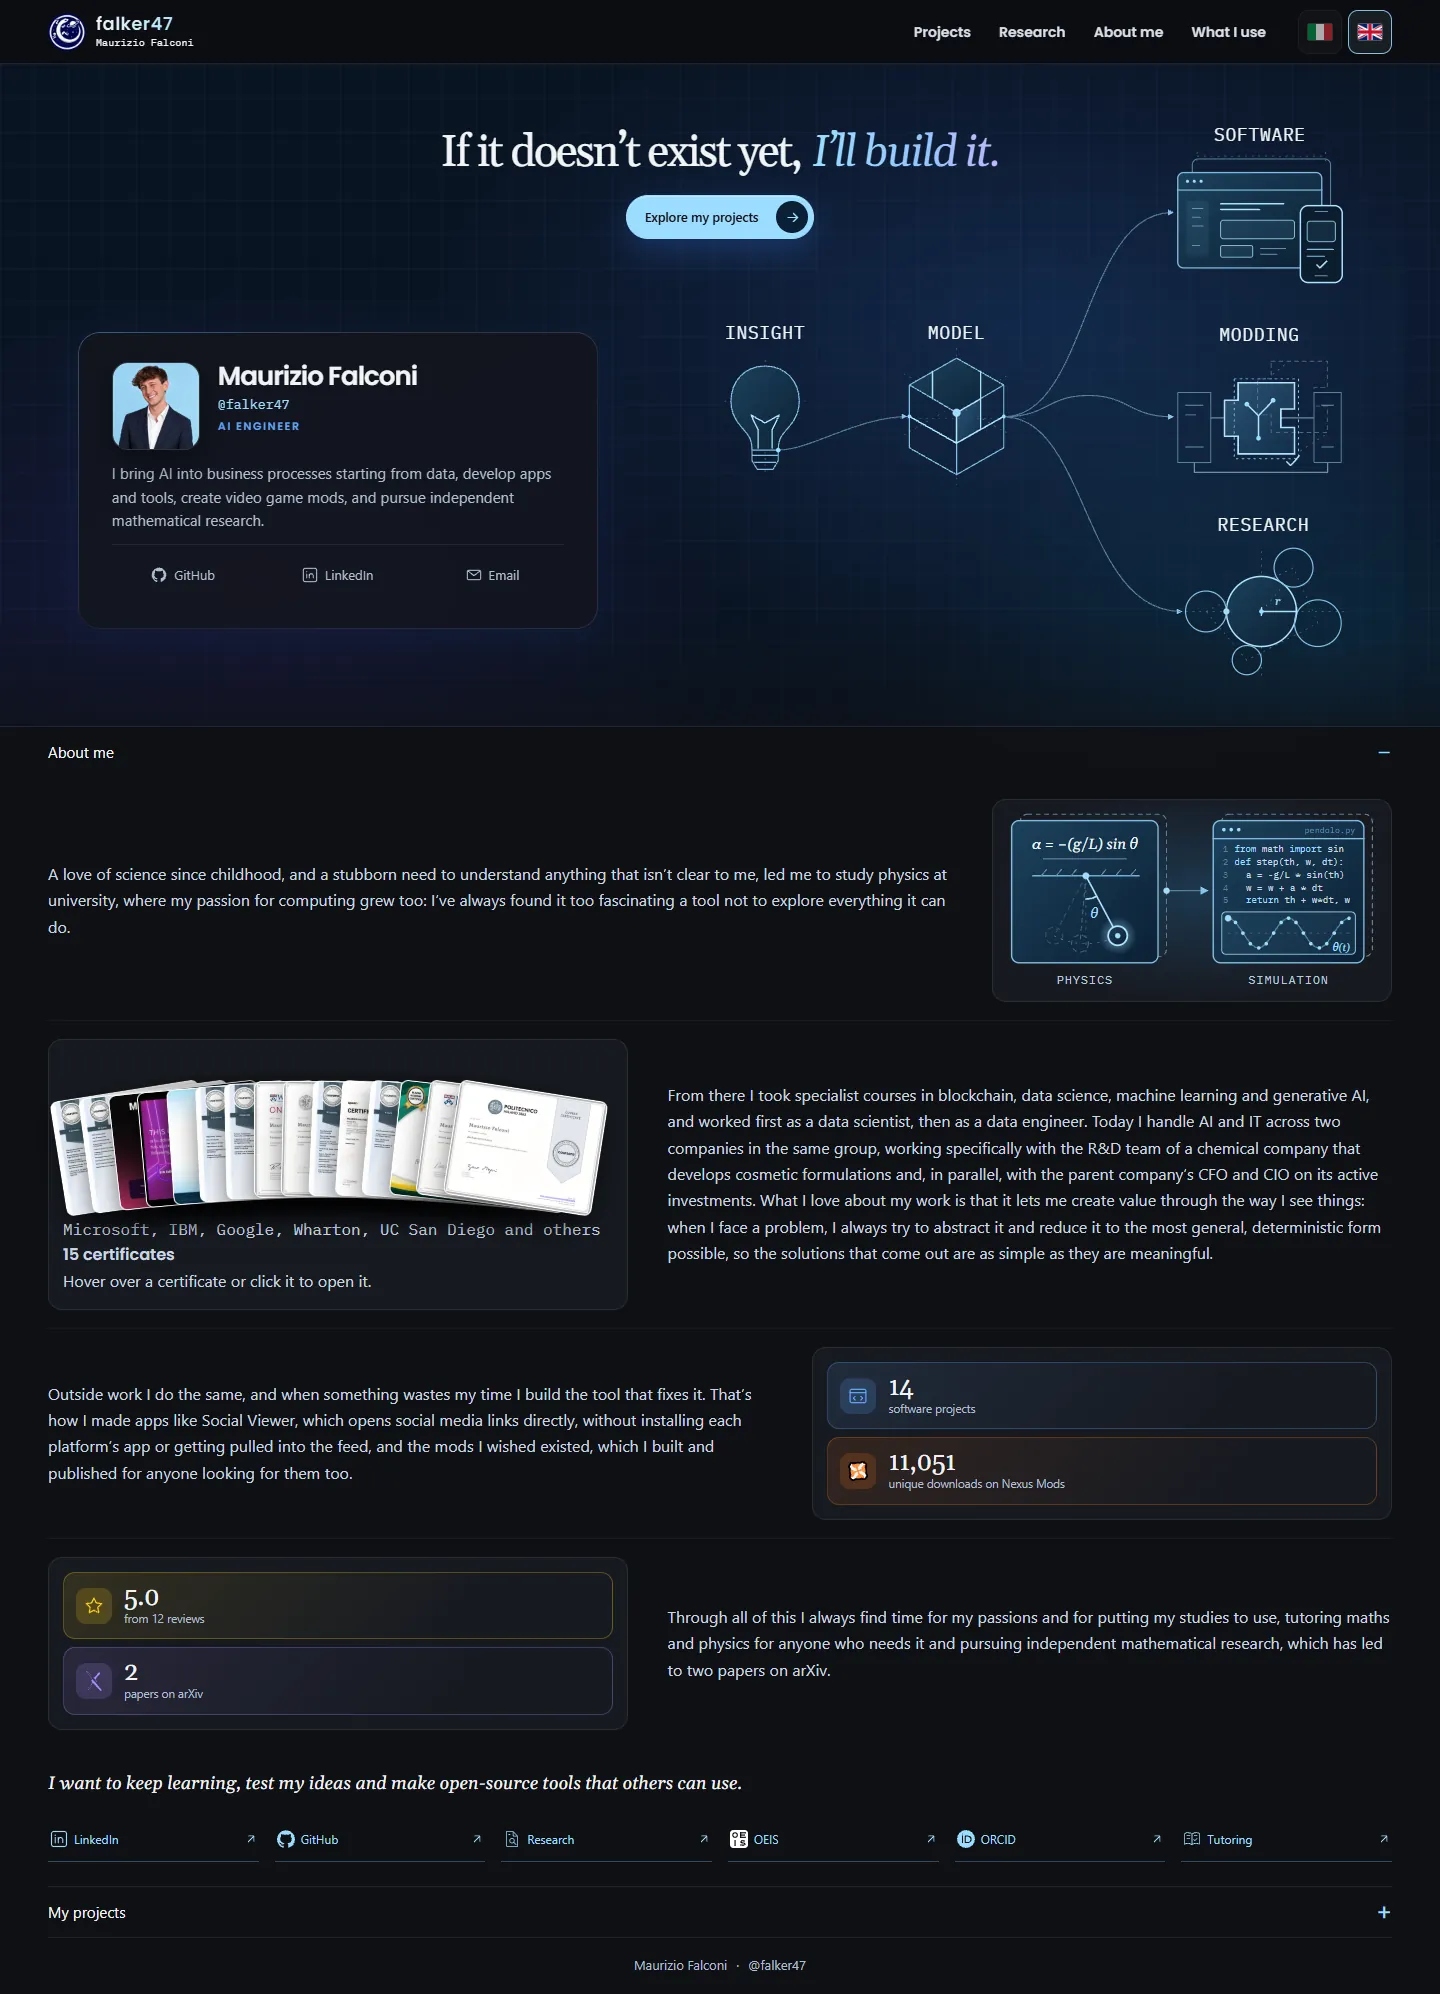 falker47
Maurizio Falconi
Projects
Research
About me
What I use
If it doesn't exist yet, I'll build it.
Explore my projects
SOFTWARE
INSIGHT
MODEL
MODDING
RESEARCH
r
Maurizio Falconi
@falker47
AI ENGINEER
I bring AI into business processes starting from data, develop apps
and tools, create video game mods, and pursue independent
mathematical research.
GitHub
LinkedIn
Email
About me
A love of science since childhood, and a stubborn need to understand anything that isn't clear to me, led me to study physics at
university, where my passion for computing grew too: I've always found it too fascinating a tool not to explore everything it can
do.
a = −(g/L) sin θ
θ
PHYSICS
pendolo.py
1 from math import sin
2 def step(th, w, dt):
3 a = -g/L * sin(th)
4 w = w + a * dt
5 return th + w*dt, w
θ(t)
SIMULATION
POLITECNICO
Maurizio Falconi
Microsoft, IBM, Google, Wharton, UC San Diego and others
15 certificates
Hover over a certificate or click it to open it.
From there I took specialist courses in blockchain, data science, machine learning and generative AI,
and worked first as a data scientist, then as a data engineer. Today I handle AI and IT across two
companies in the same group, working specifically with the R&D team of a chemical company that
develops cosmetic formulations and, in parallel, with the parent company's CFO and CIO on its active
investments. What I love about my work is that it lets me create value through the way I see things:
when I face a problem, I always try to abstract it and reduce it to the most general, deterministic form
possible, so the solutions that come out are as simple as they are meaningful.
Outside work I do the same, and when something wastes my time I build the tool that fixes it. That's
how I made apps like Social Viewer, which opens social media links directly, without installing each
platform's app or getting pulled into the feed, and the mods I wished existed, which I built and
published for anyone looking for them too.
14
software projects
11,051
unique downloads on Nexus Mods
5.0
from 12 reviews
2
papers on arXiv
Through all of this I always find time for my passions and for putting my studies to use, tutoring maths
and physics for anyone who needs it and pursuing independent mathematical research, which has led
to two papers on arXiv.
I want to keep learning, test my ideas and make open-source tools that others can use.
LinkedIn
GitHub
Research
OEIS
OEIS
iD
ORCID
Tutoring
My projects
Maurizio Falconi · @falker47